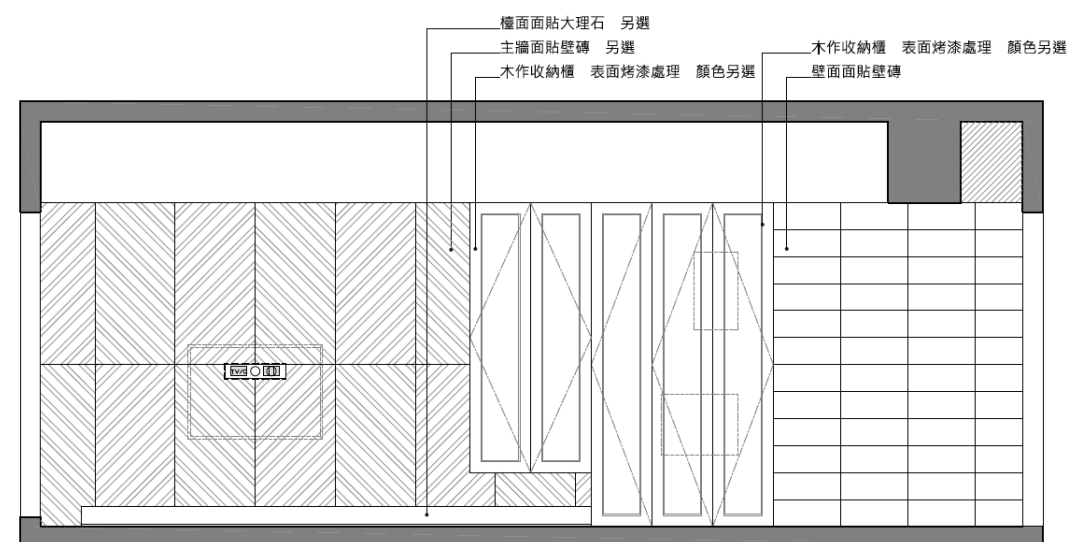 檯面面貼大理石　另選
主牆面貼壁磚　另選
木作收納櫃　表面烤漆處理　顏色另選
木作收納櫃　表面烤漆處理　顏色另選
壁面面貼壁磚